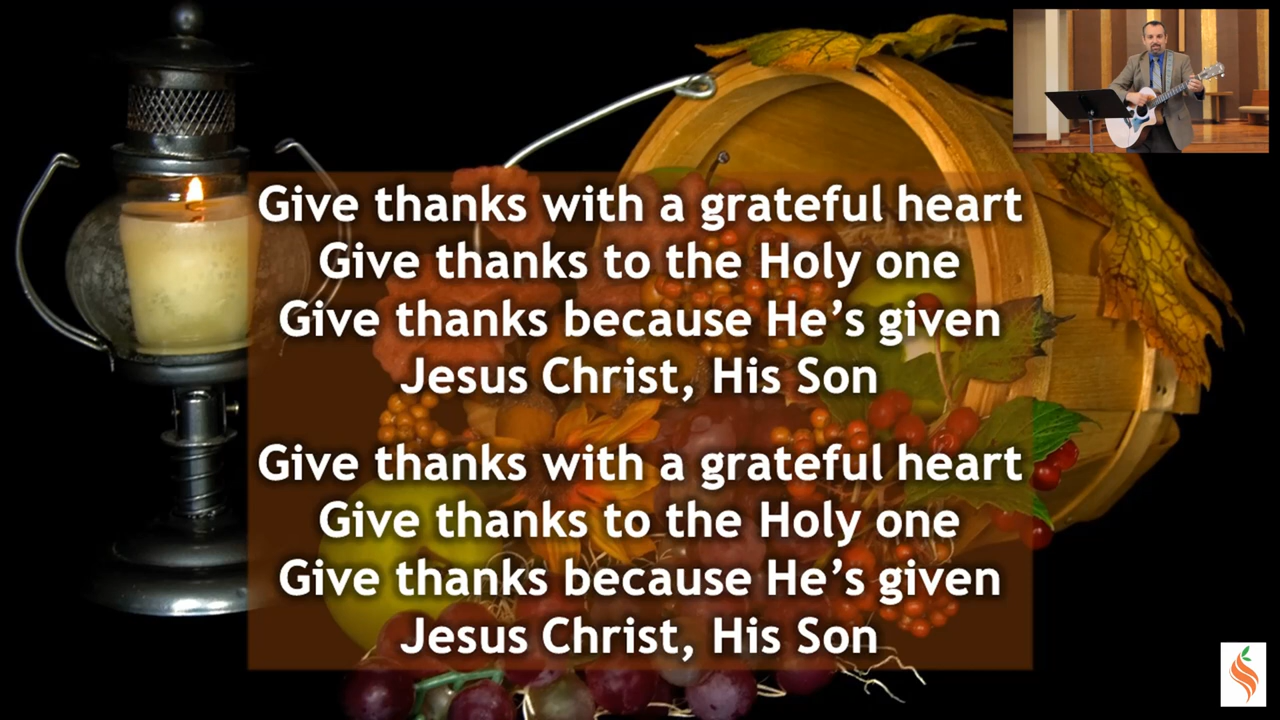 Give thanks with a grateful heart
Give thanks to the Holy one
Give thanks because He’s given
Jesus Christ, His Son
Give thanks with a grateful heart
Give thanks to the Holy one
Give thanks because He’s given
Jesus Christ, His Son